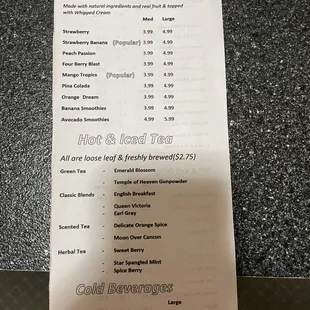 Made with natural ingredients and real fruit & topped
with Whipped Cream
Med Large
Strawberry 3.99 4.99
Strawberry Banana (Popular) 3.99 4.99
Peach Passion 3.99 4.99
Four Berry Blast 3.99 4.99
Mango Tropics (Popular) 3.99 4.99
Pina Colada 3.99 4.99
Orange Dream 3.99 4.99
Banana Smoothies 3.99 4.99
Avocado Smoothies 4.99 5.99
Hot & Iced Tea
All are loose leaf & freshly brewed($2.75)
Green Tea - Emerald Blossom
- Temple of Heaven Gunpowder
Classic Blends - English Breakfast
- Queen Victoria
- Earl Gray
Scented Tea - Delicate Orange Spice
- Moon Over Cancun
Herbal Tea - Sweet Berry
- Star Spangled Mint
- Spice Berry
Cold Beverages
Large